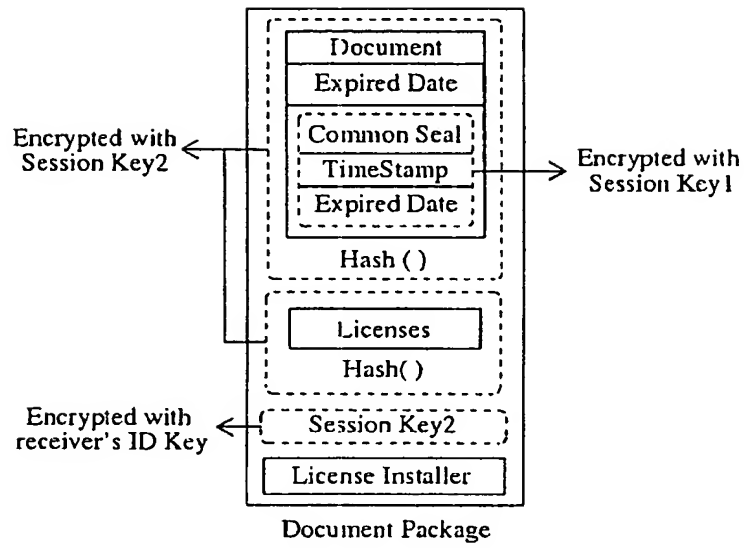 Document
Expired Date
Encrypted with
Session Key2
Common Seal
TimeStamp
Expired Date
Encrypted with
Session Key1
Hash ( )
Licenses
Hash( )
Encrypted with
receiver's ID Key
Session Key2
License Installer
Document Package